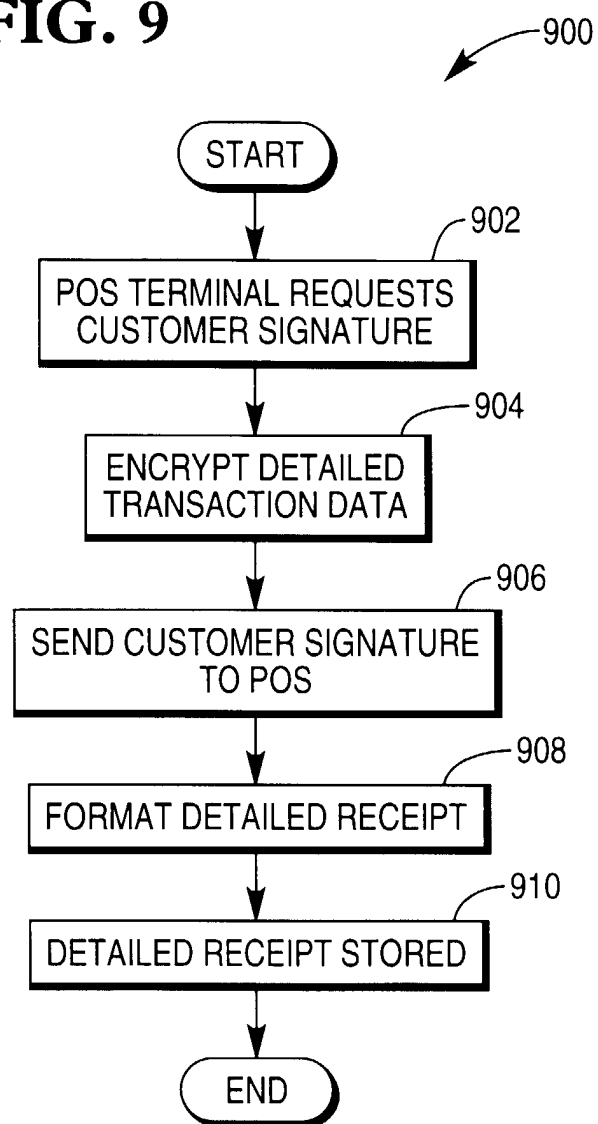 FIG. 9
900
START
902
POS TERMINAL REQUESTS
CUSTOMER SIGNATURE
904
ENCRYPT DETAILED
TRANSACTION DATA
906
SEND CUSTOMER SIGNATURE
TO POS
908
FORMAT DETAILED RECEIPT
910
DETAILED RECEIPT STORED
END